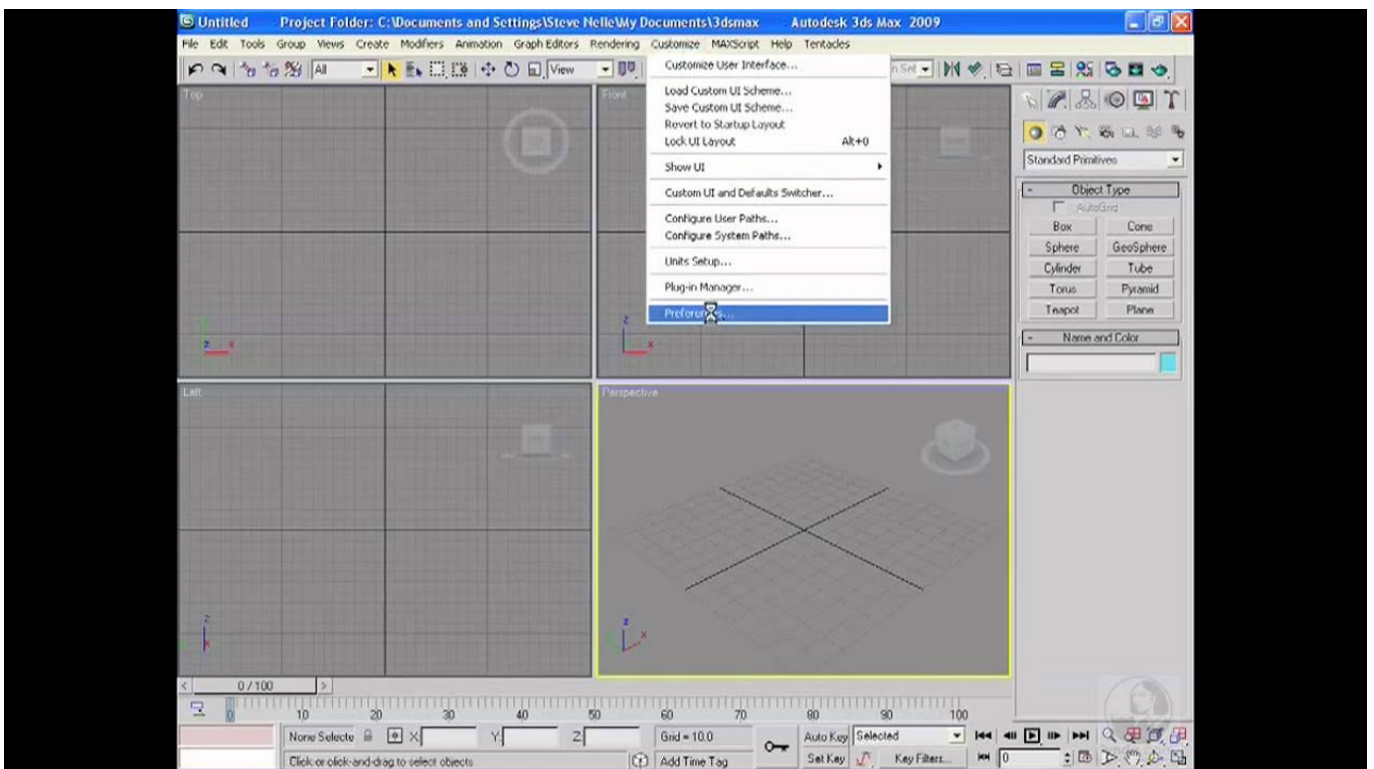 Untitled Project Folder: C:\Documents and Settings\Steve Nelle\My Documents\3dsmax Autodesk 3ds Max 2009
File Edit Tools Group Views Create Modifiers Animation Graph Editors Rendering Customize MAXScript Help Tentacles
All View n Sel
Customize User Interface...
Load Custom UI Scheme...
Save Custom UI Scheme...
Revert to Startup Layout
Lock UI Layout Alt+0
Show UI
Custom UI and Defaults Switcher...
Configure User Paths...
Configure System Paths...
Units Setup...
Plug-in Manager...
Preferences...
Top
Front
Left
Perspective
Standard Primitives
- Object Type
AutoGrid
Box Cone
Sphere GeoSphere
Cylinder Tube
Torus Pyramid
Teapot Plane
- Name and Color
z x
z x
z x
z x
< 0 / 100 >
0 10 20 30 40 50 60 70 80 90 100
None Selecte X: Y: Z: Grid = 10.0 Auto Key Selected
Click or click-and-drag to select objects Add Time Tag Set Key Key Filters... 0